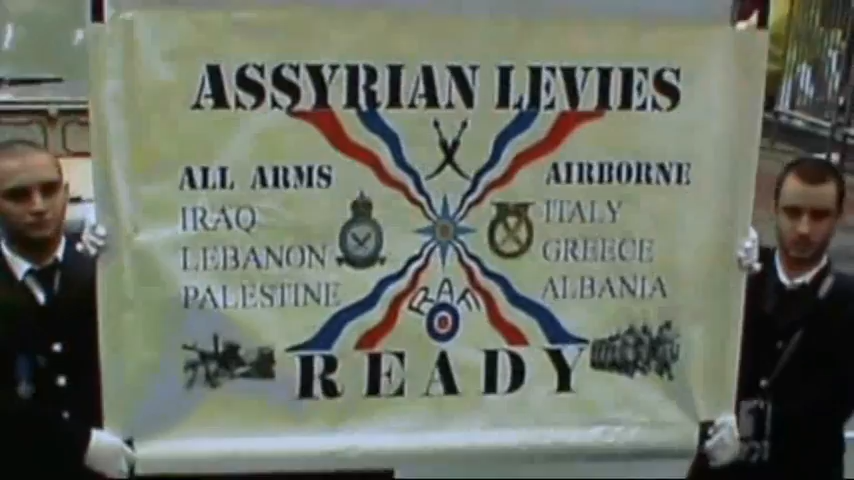 ASSYRIAN LEVIES
ALL ARMS
IRAQ
LEBANON
PALESTINE
AIRBORNE
ITALY
GREECE
ALBANIA
RAF
READY